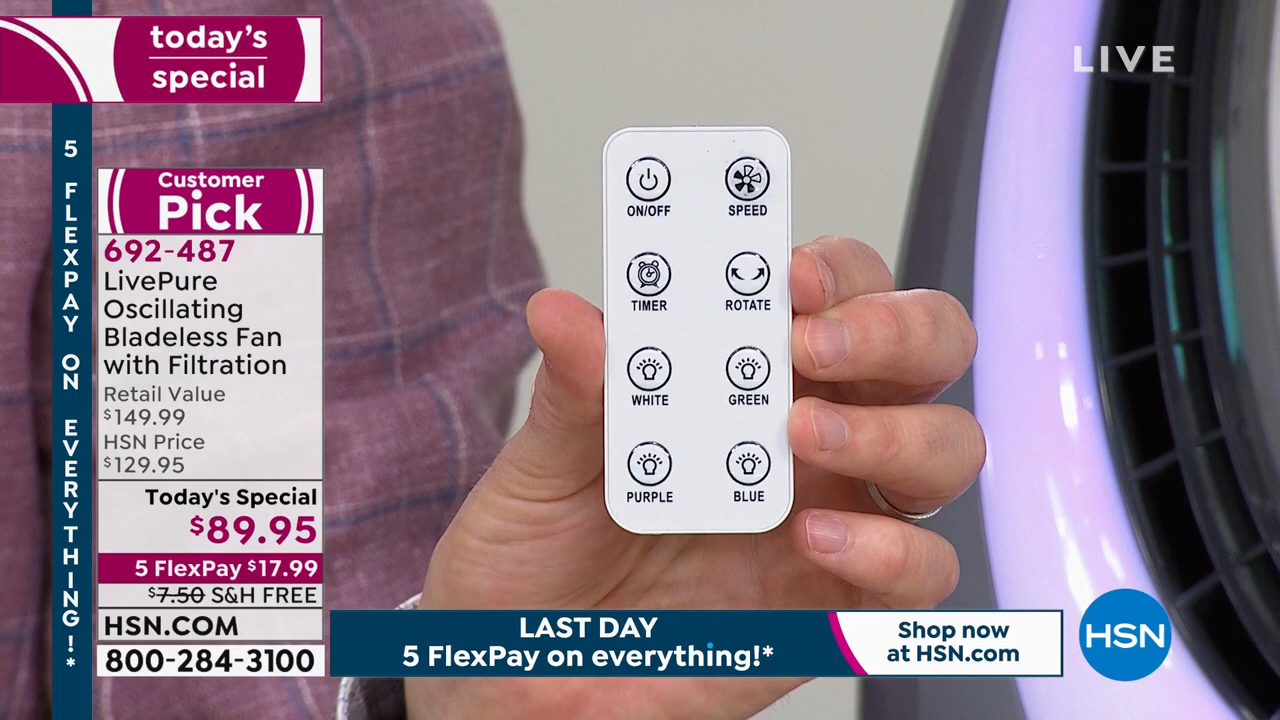 today's
special
LIVE
5 FLEXPAY ON EVERYTHING!*
Customer
Pick
692-487
LivePure
Oscillating
Bladeless Fan
with Filtration
Retail Value
$149.99
HSN Price
$129.95
Today's Special
$89.95
5 FlexPay $17.99
$7.50 S&H FREE
HSN.COM
800-284-3100
ON/OFF
SPEED
TIMER
ROTATE
WHITE
GREEN
PURPLE
BLUE
LAST DAY
5 FlexPay on everything!*
Shop now
at HSN.com
HSN